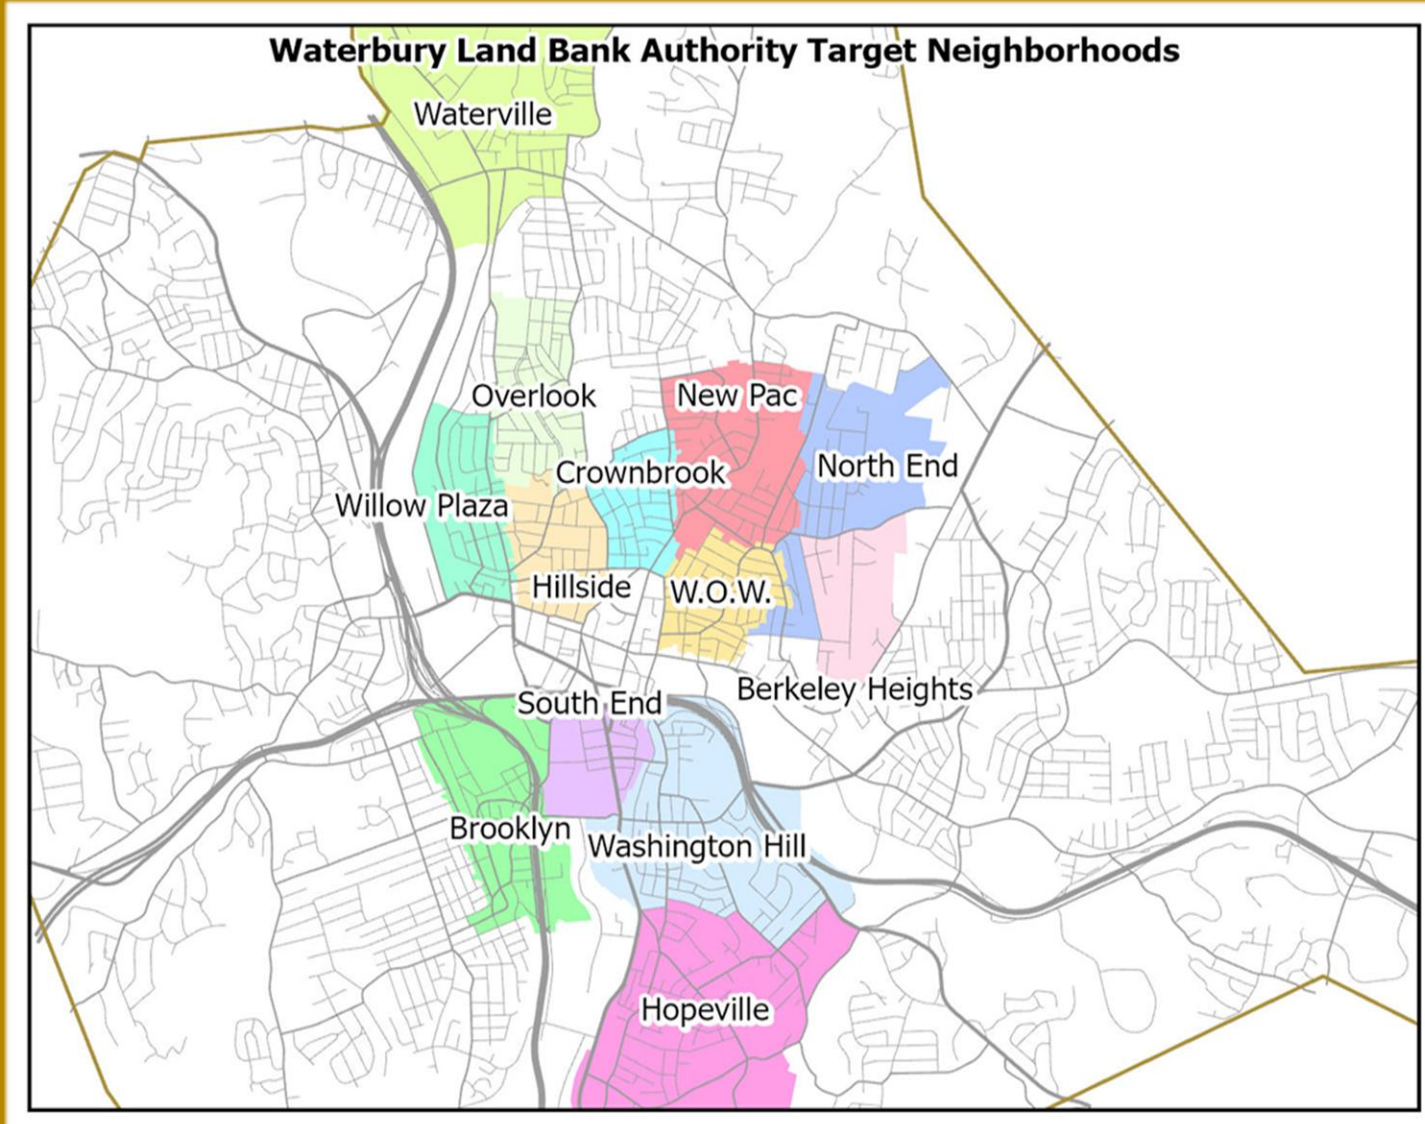 Waterbury Land Bank Authority Target Neighborhoods
Waterville
Overlook
New Pac
Crownbrook
North End
Willow Plaza
Hillside
W.O.W.
Berkeley Heights
South End
Brooklyn
Washington Hill
Hopeville